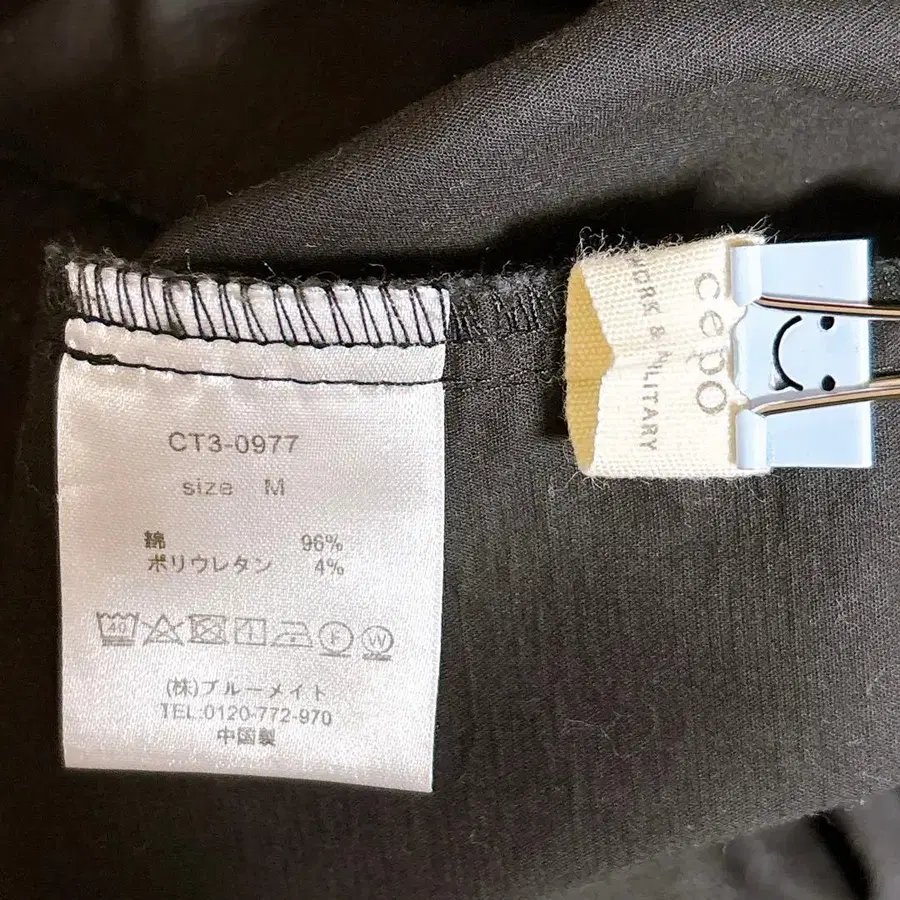 CT3-0977
size M
綿 96%
ポリウレタン 4%
40 F W
(株)ブルーメイト
TEL:0120-772-970
中国製
cepo
WORK & MILITARY